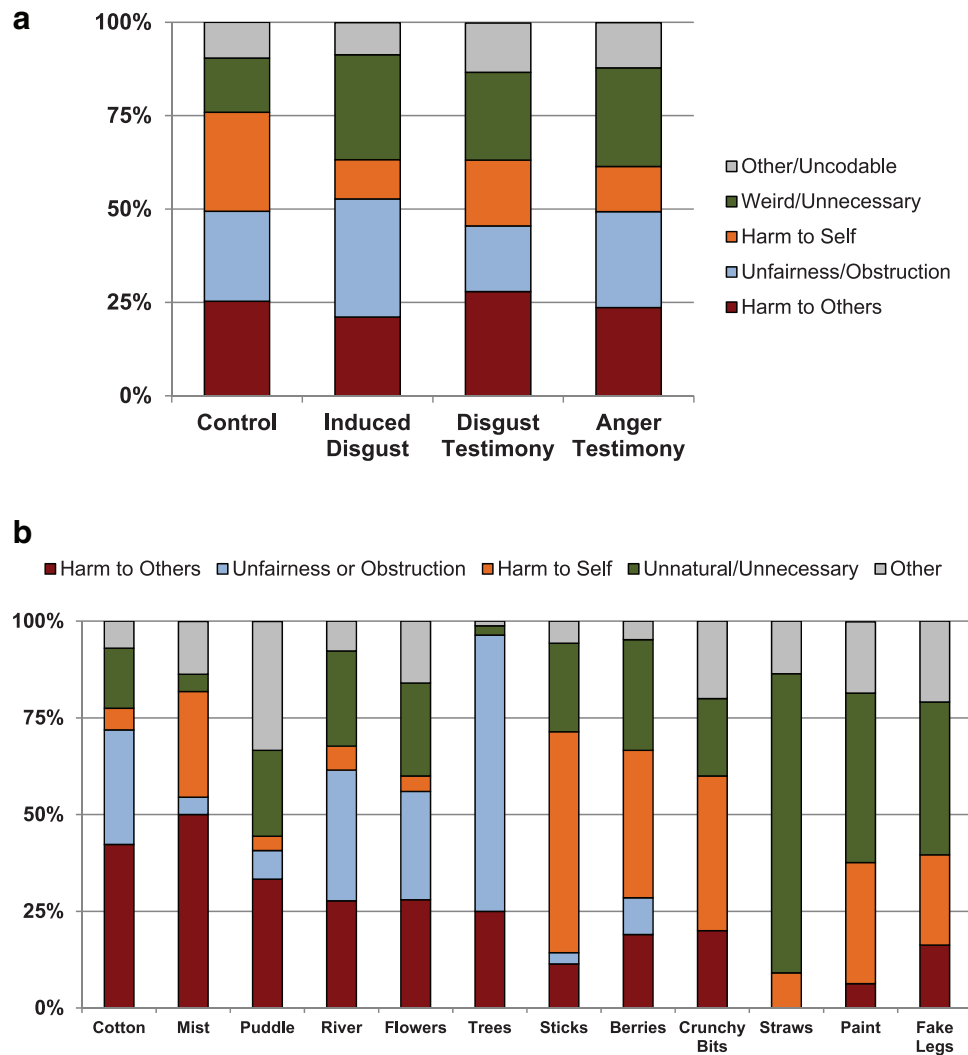 a
100%
75%
50%
25%
0%
Control
Induced
Disgust
Disgust
Testimony
Anger
Testimony
Other/Uncodable
Weird/Unnecessary
Harm to Self
Unfairness/Obstruction
Harm to Others
b
Harm to Others Unfairness or Obstruction Harm to Self Unnatural/Unnecessary Other
100%
75%
50%
25%
0%
Cotton
Mist
Puddle
River
Flowers
Trees
Sticks
Berries
Crunchy
Bits
Straws
Paint
Fake
Legs